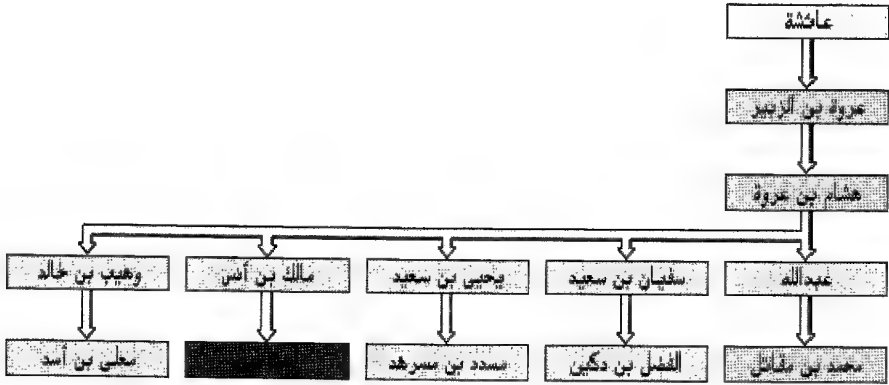 عائشة
عروة بن الزبير
هشام بن عروة
عبدالله
سفيان بن سعيد
يحيى بن سعيد
مالك بن أنس
وهيب بن خالد
محمد بن مقاتل
الفضل بن دكين
مسدد بن مسرهد
معلى بن أسد